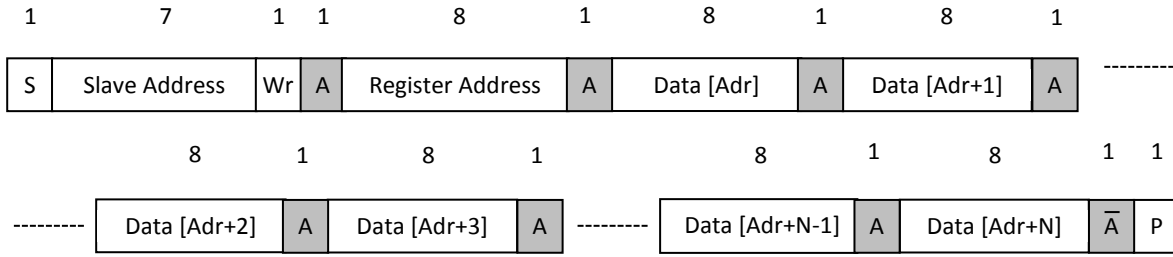 1 7 1 1 8 1 8 1 8 1
S Slave Address Wr A Register Address A Data [Adr] A Data [Adr+1] A
8 1 8 1 8 1 8 1 1
Data [Adr+2] A Data [Adr+3] A Data [Adr+N-1] A Data [Adr+N] A̅ P